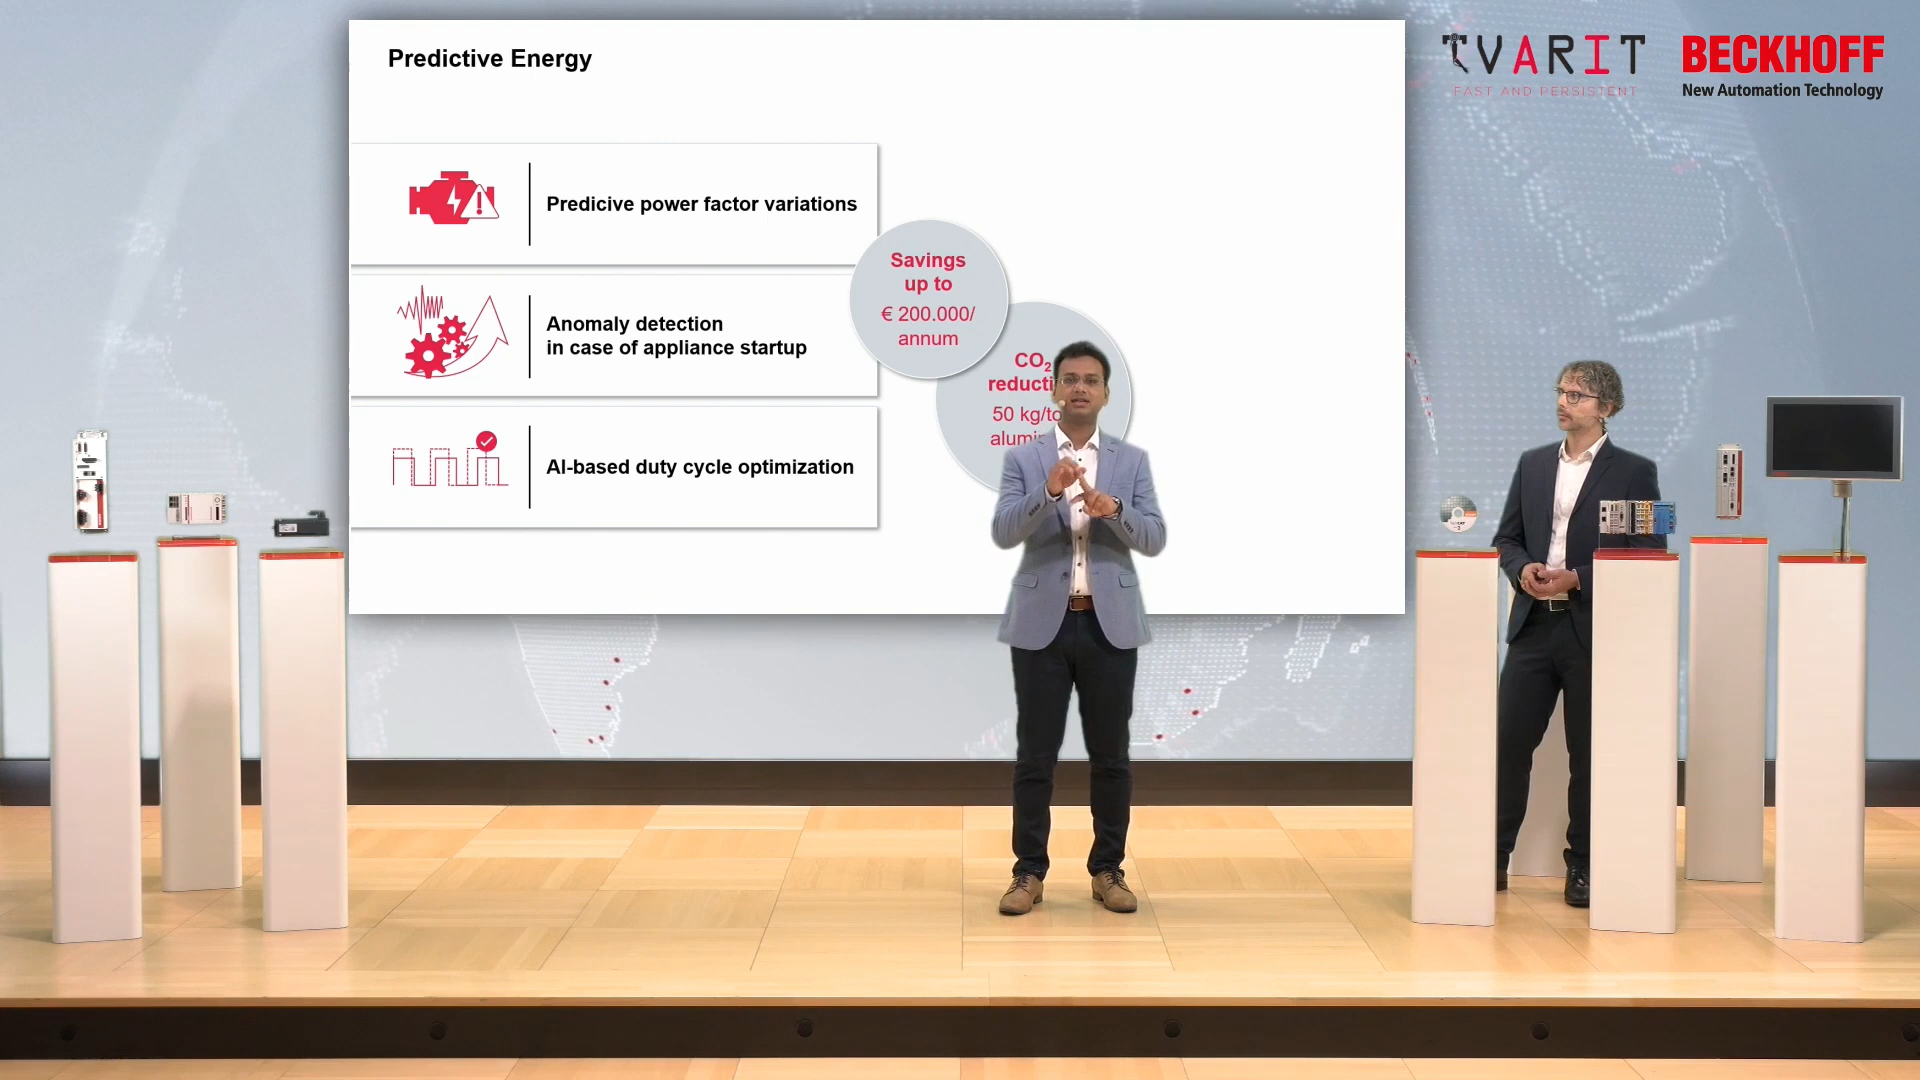 Predictive Energy
TVARIT
FAST AND PERSISTENT
BECKHOFF
New Automation Technology
Predicive power factor variations
Anomaly detection
in case of appliance startup
AI-based duty cycle optimization
Savings
up to
€ 200.000/
annum
CO₂
50 kg/